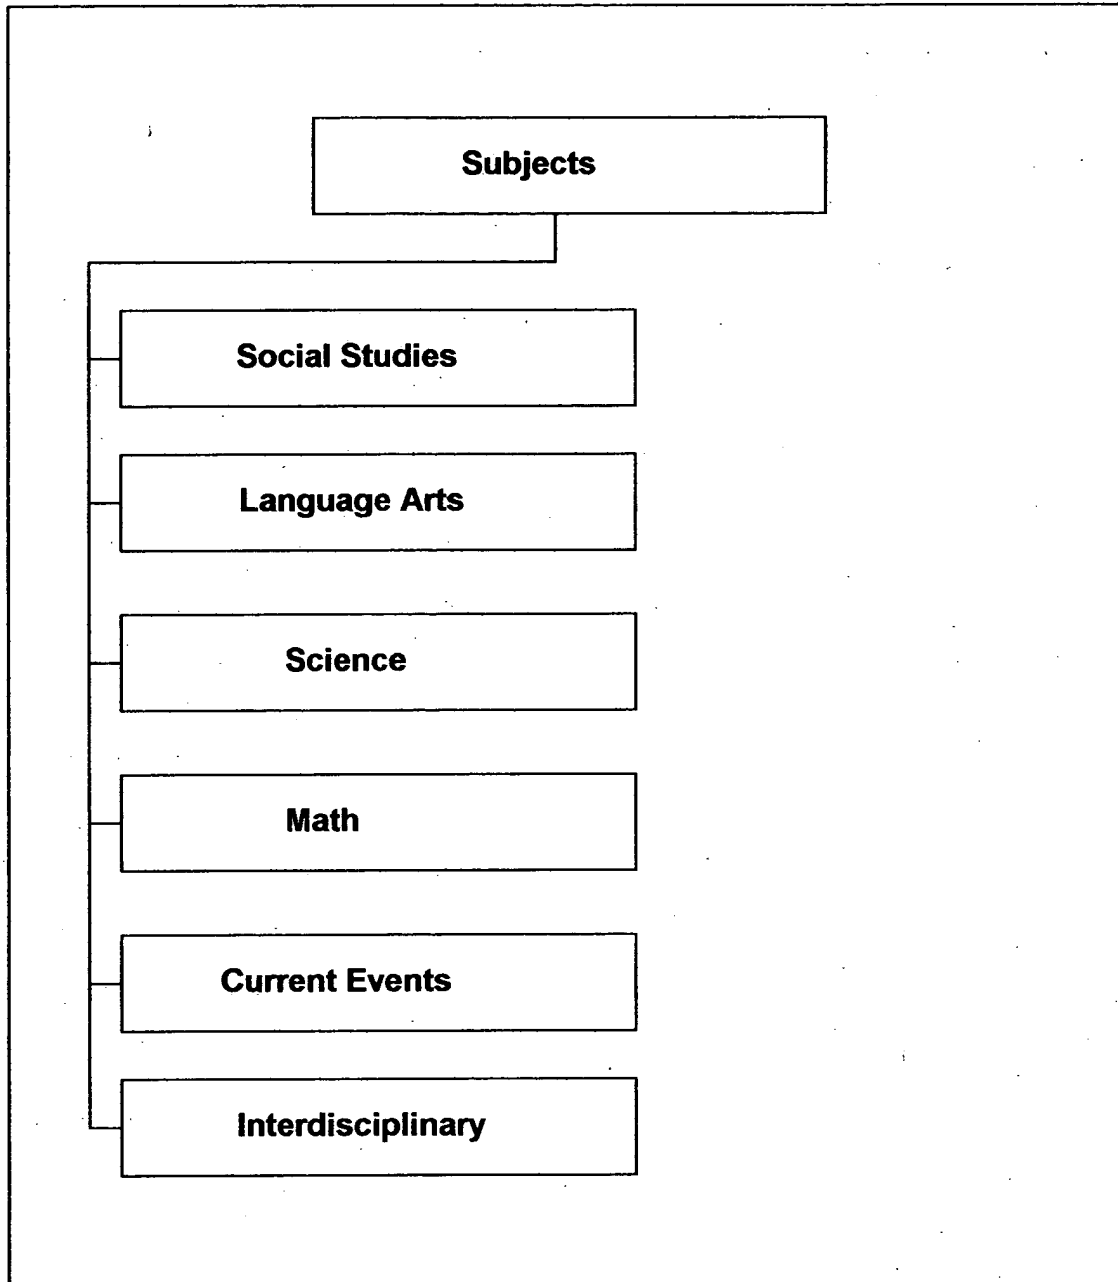 Subjects
Social Studies
Language Arts
Science
Math
Current Events
Interdisciplinary